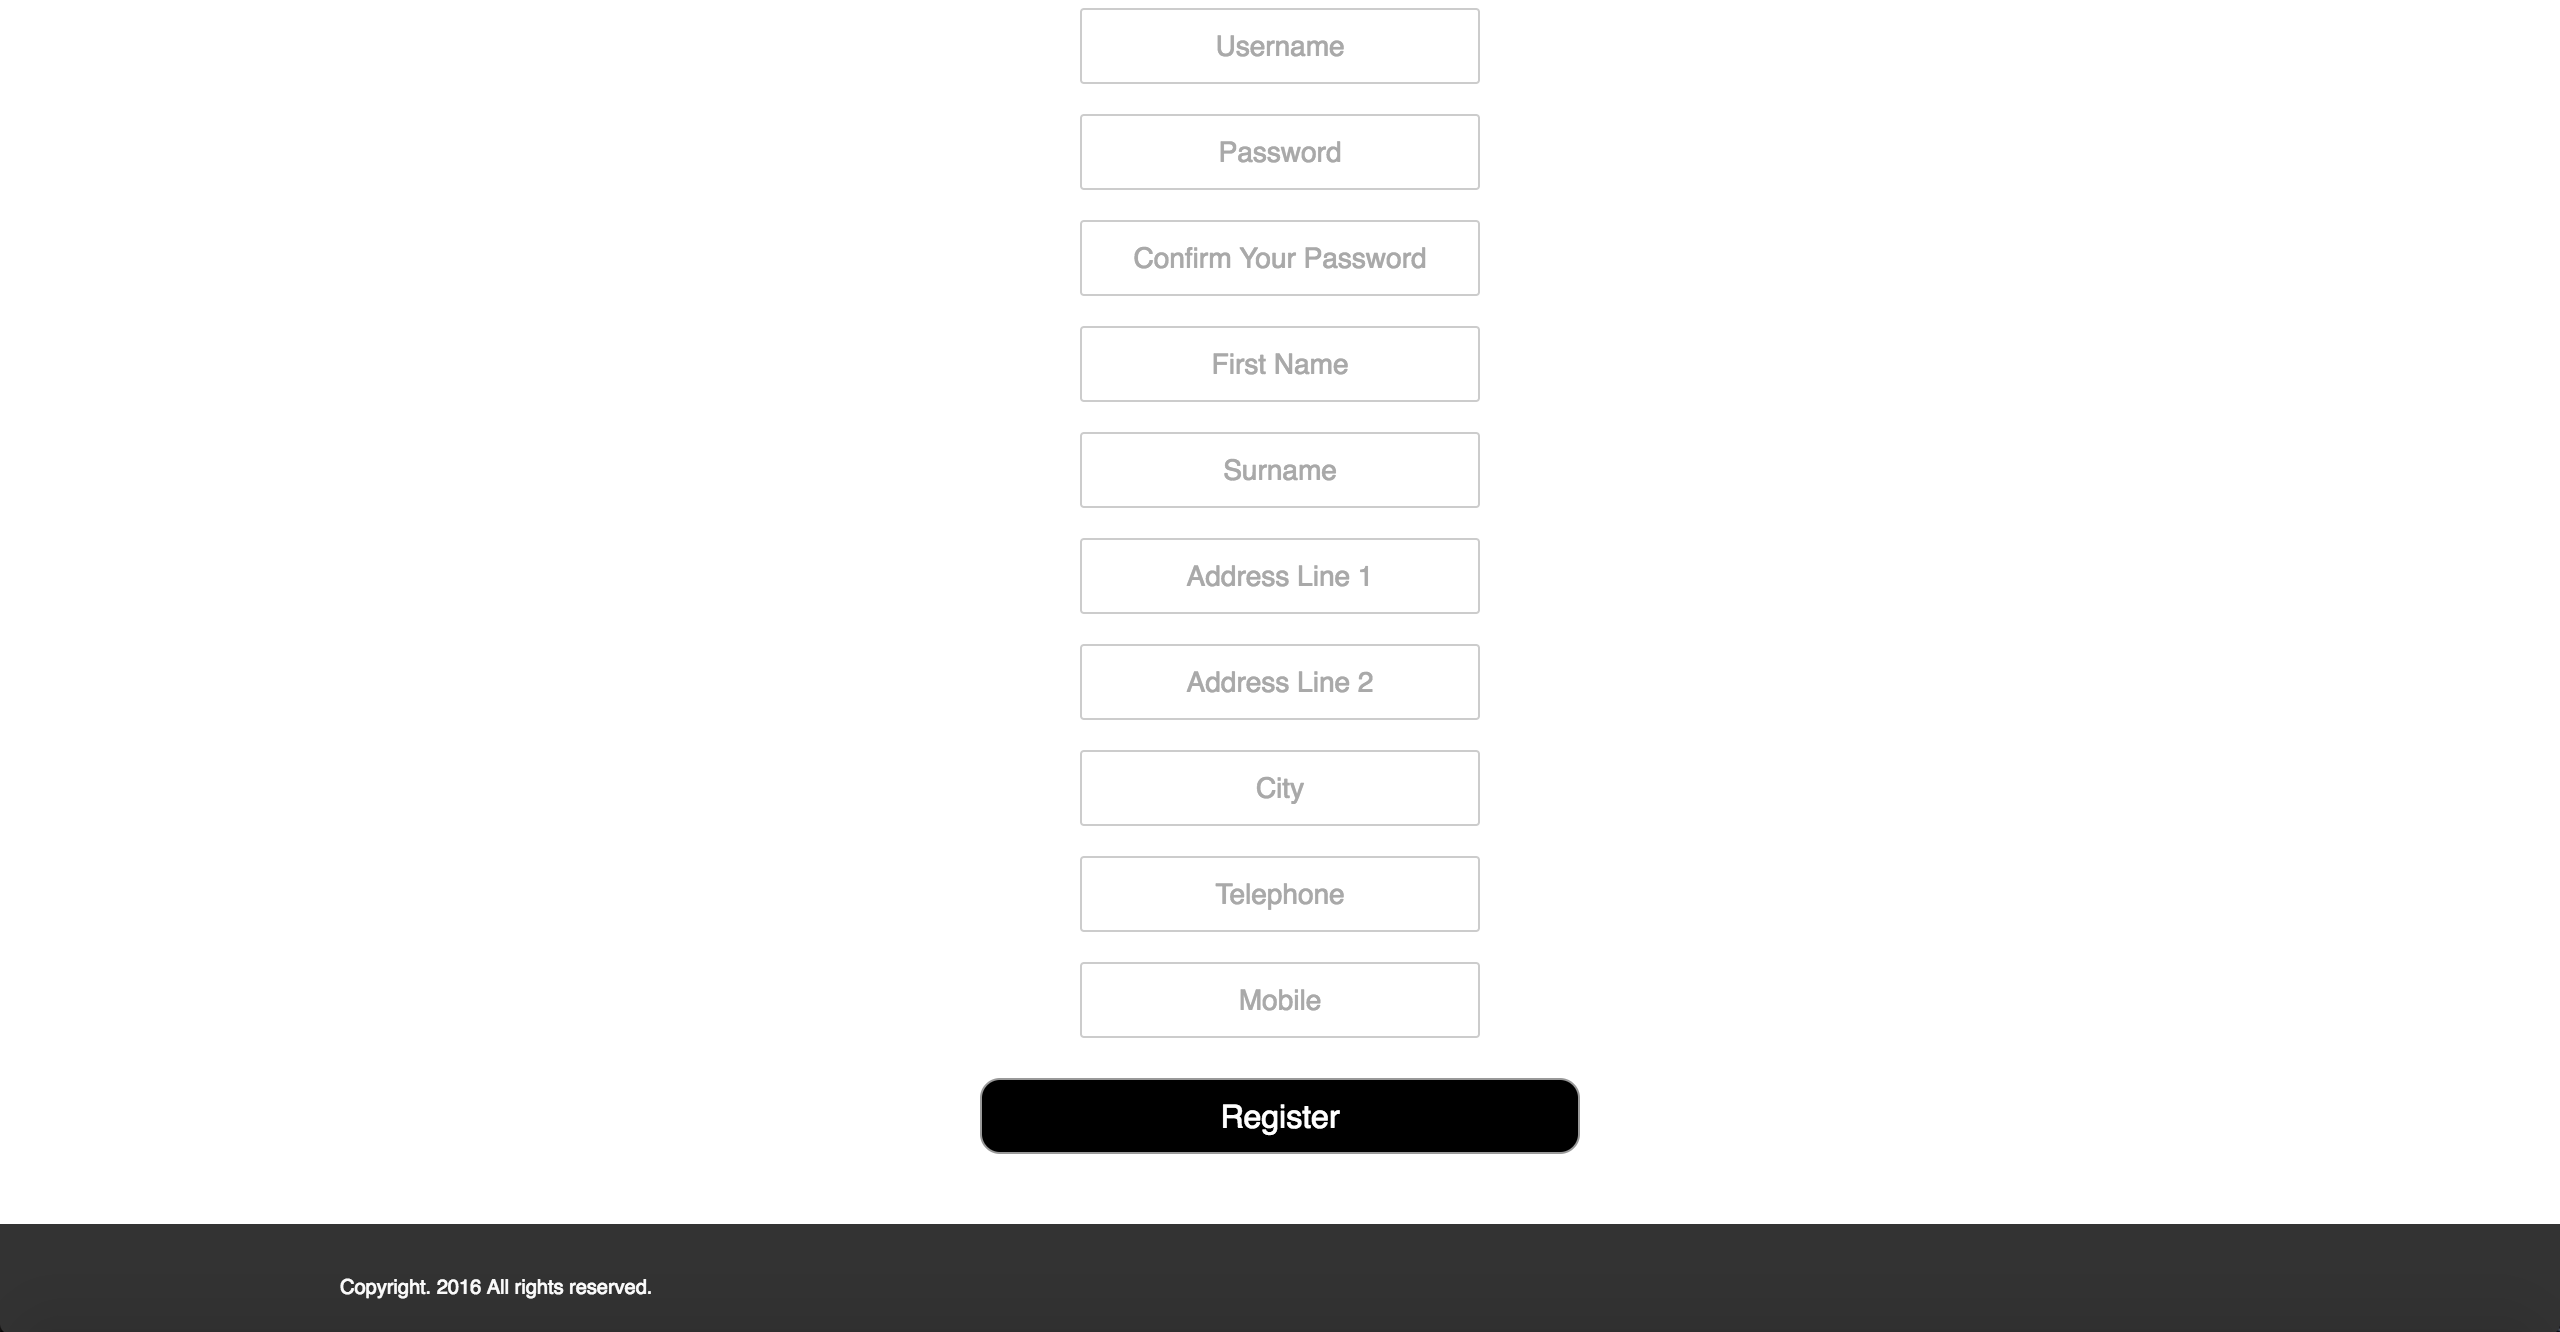 Username
Password
Confirm Your Password
First Name
Surname
Address Line 1
Address Line 2
City
Telephone
Mobile
Register
Copyright. 2016 All rights reserved.